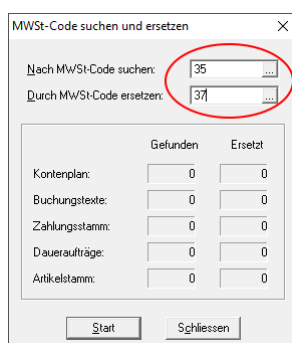 MWSt-Code suchen und ersetzen
Nach MWSt-Code suchen: 35 ...
Durch MWSt-Code ersetzen: 37 ...
Gefunden Ersetzt
Kontenplan: 0 0
Buchungstexte: 0 0
Zahlungsstamm: 0 0
Daueraufträge: 0 0
Artikelstamm: 0 0
Start Schliessen